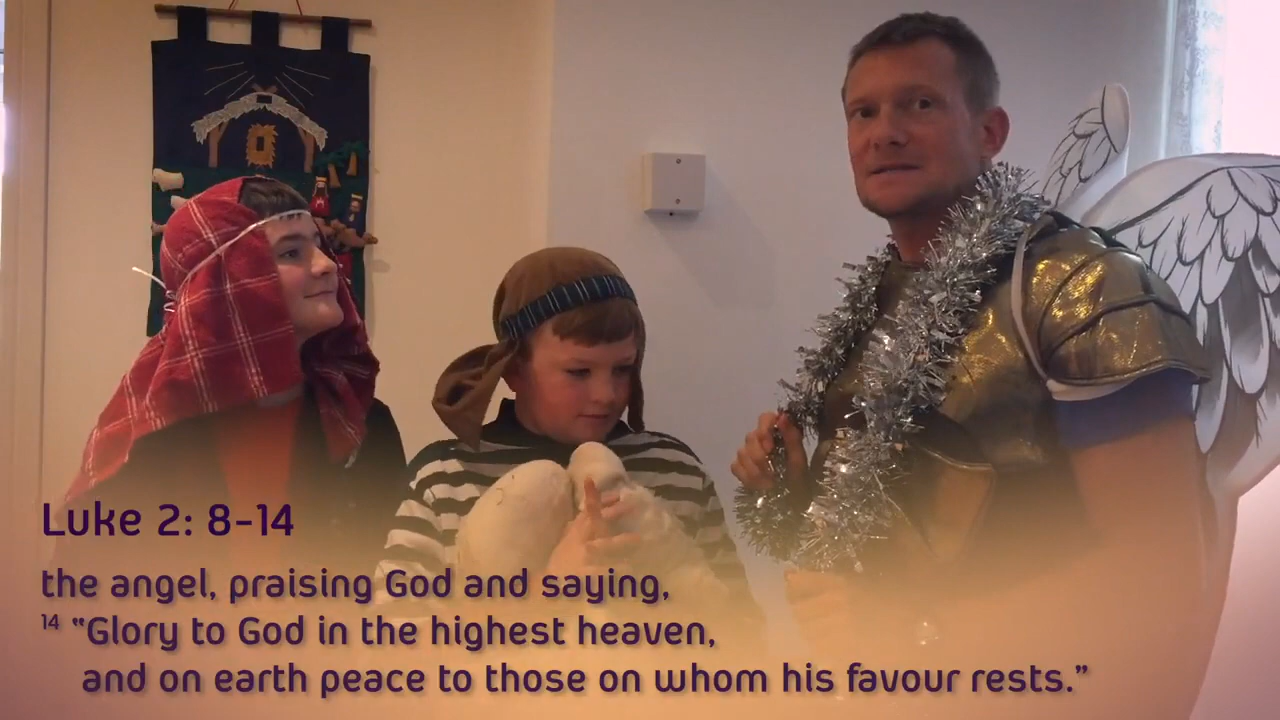 Luke 2: 8-14
the angel, praising God and saying,
14 “Glory to God in the highest heaven,
and on earth peace to those on whom his favour rests.”